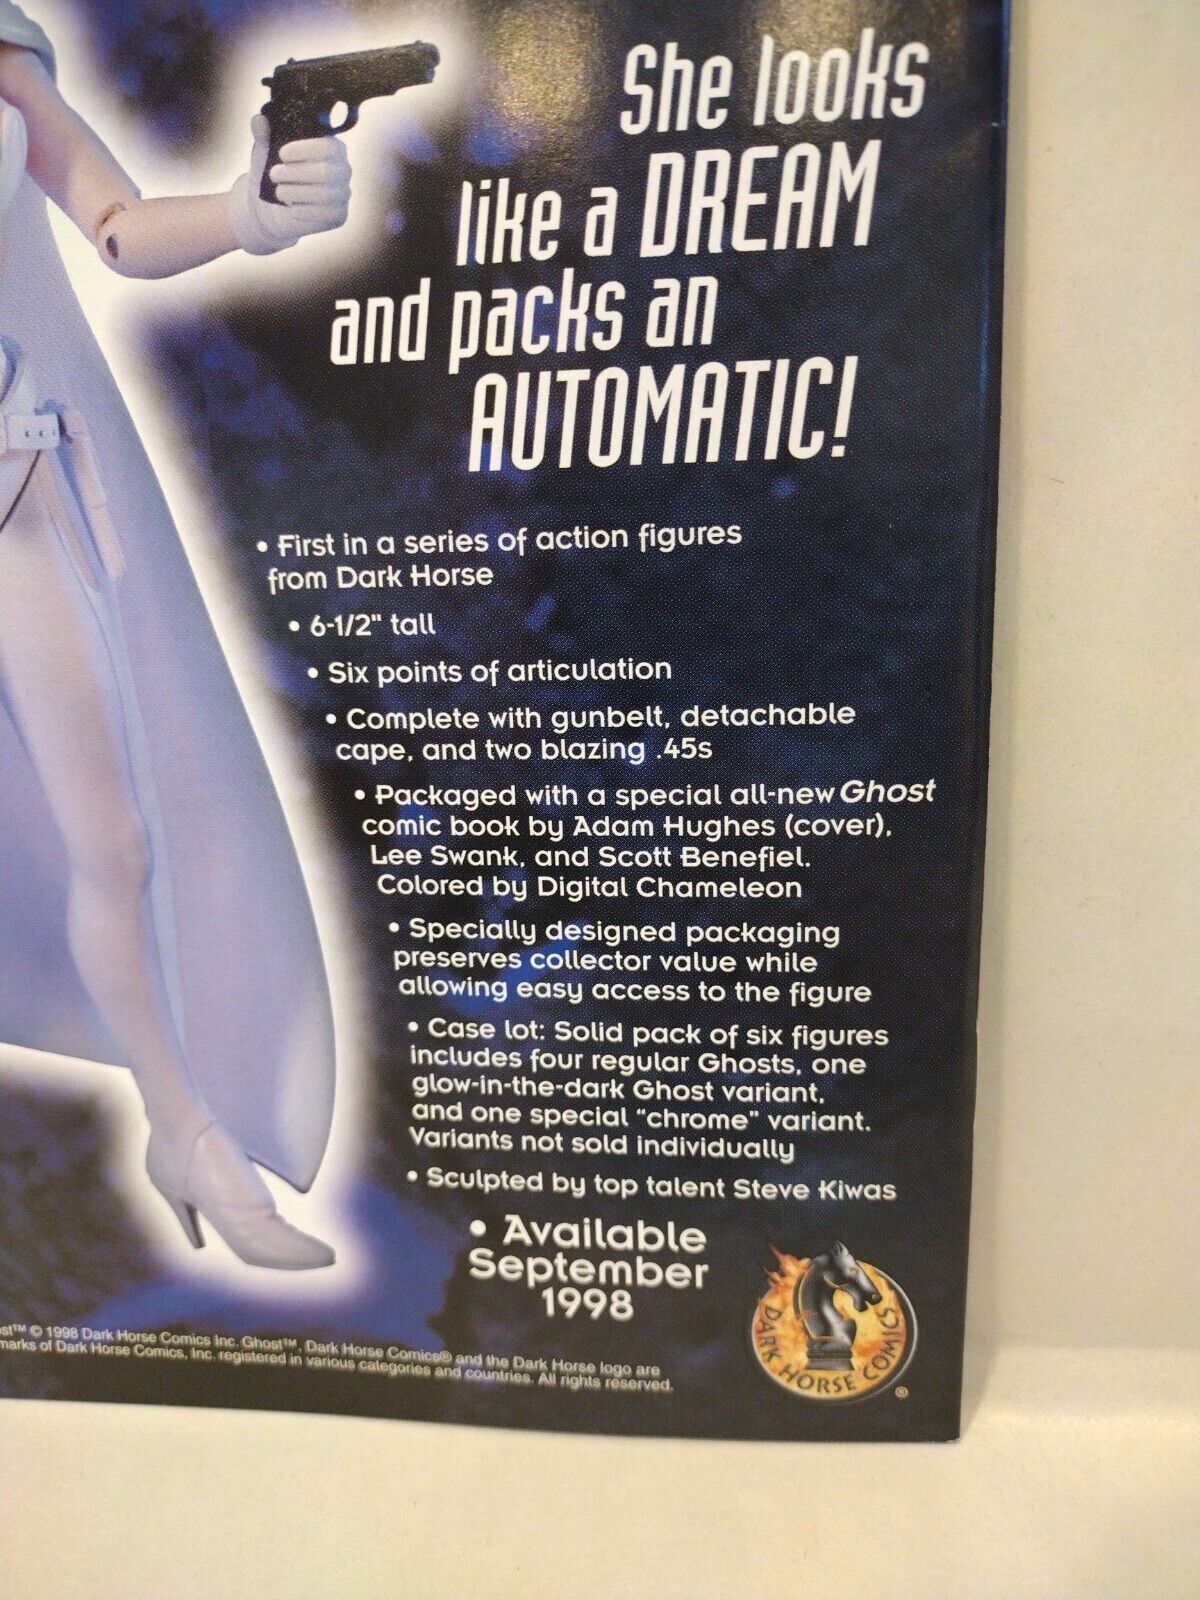 She looks
like a DREAM
and packs an
AUTOMATIC!
• First in a series of action figures
from Dark Horse
• 6-1/2" tall
• Six points of articulation
• Complete with gunbelt, detachable
cape, and two blazing .45s
• Packaged with a special all-new Ghost
comic book by Adam Hughes (cover),
Lee Swank, and Scott Benefiel.
Colored by Digital Chameleon
• Specially designed packaging
preserves collector value while
allowing easy access to the figure
• Case lot: Solid pack of six figures
includes four regular Ghosts, one
glow-in-the-dark Ghost variant,
and one special "chrome" variant.
Variants not sold individually
• Sculpted by top talent Steve Kiwas
• Available
September
1998
™ © 1998 Dark Horse Comics Inc. Ghost™, Dark Horse Comics® and the Dark Horse logo are
of Dark Horse Comics, Inc. registered in various categories and countries. All rights reserved.
DARK HORSE COMICS ®